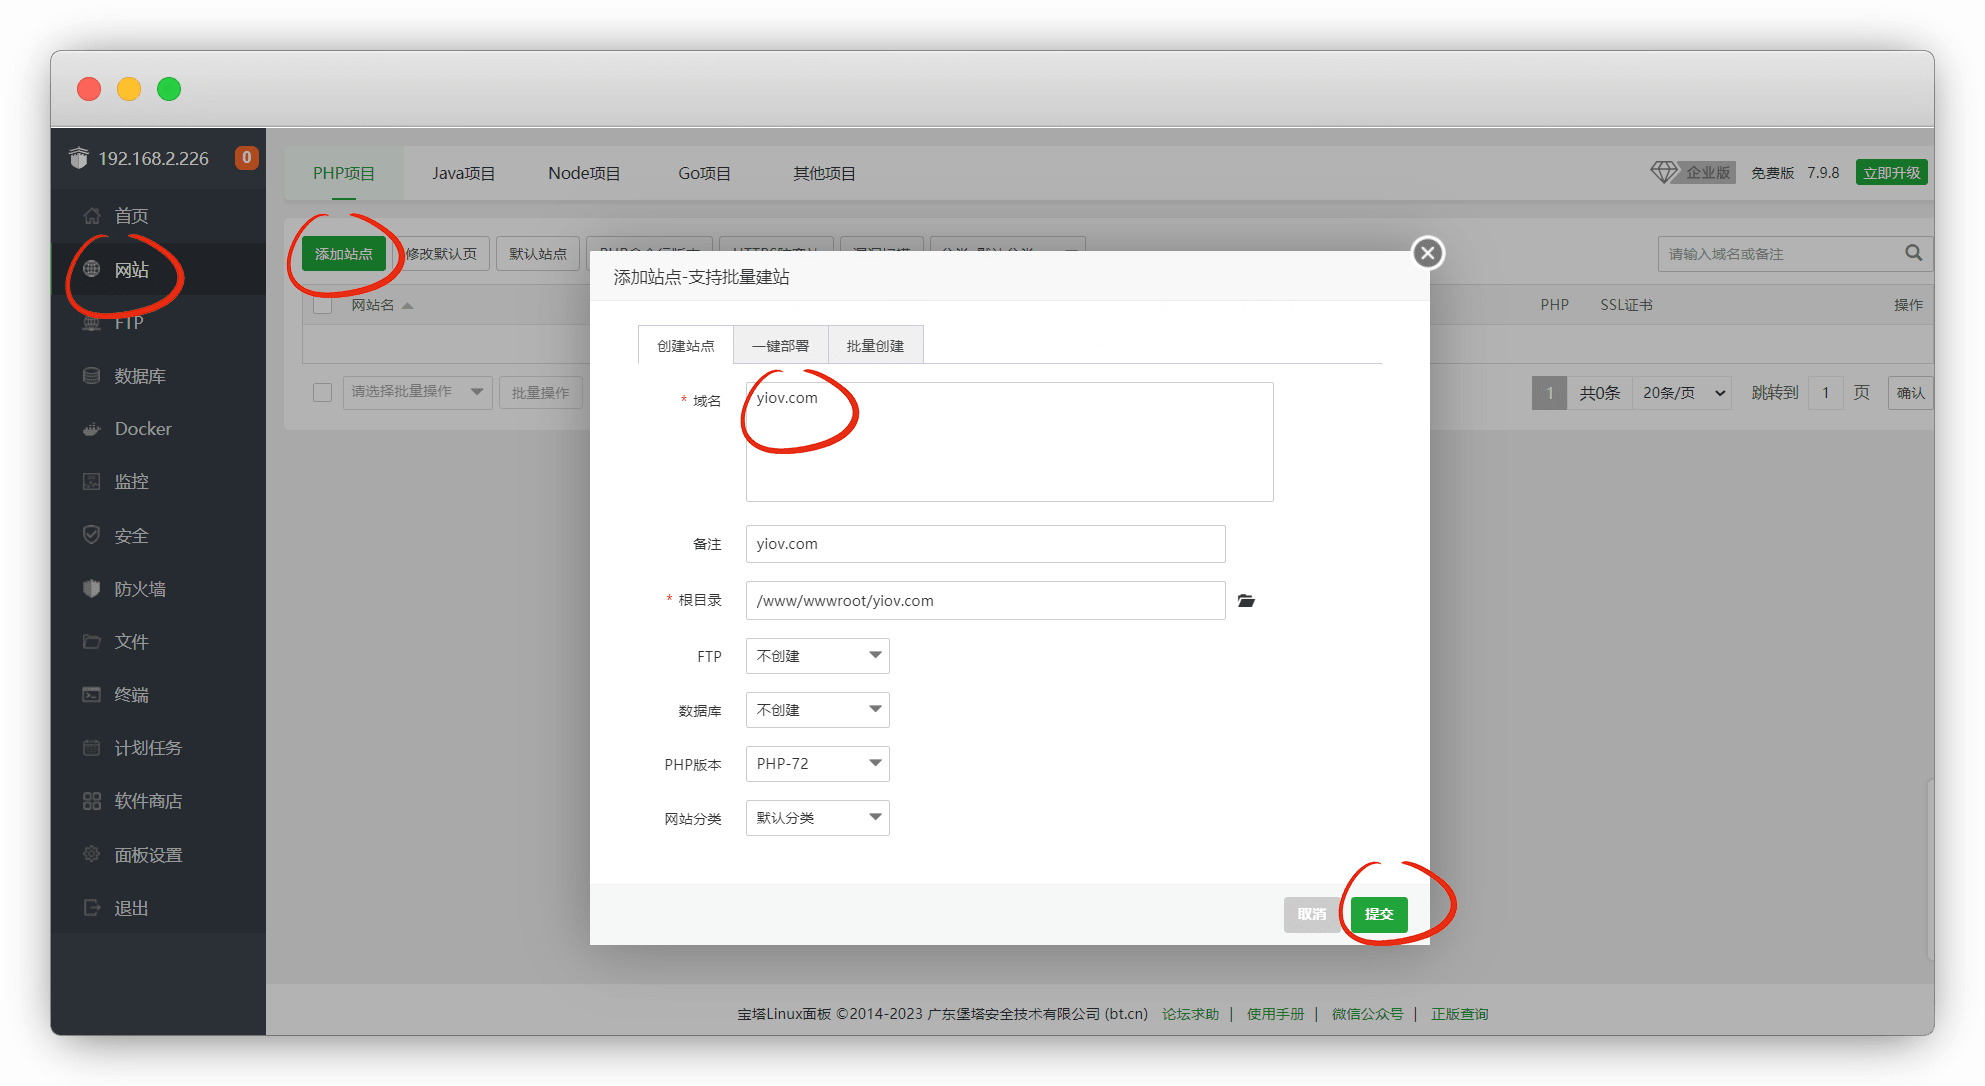 192.168.2.226 0
首页
网站
FTP
数据库
Docker
监控
安全
防火墙
文件
终端
计划任务
软件商店
面板设置
退出
PHP项目 Java项目 Node项目 Go项目 其他项目
企业版 免费版 7.9.8 立即升级
添加站点 修改默认页 默认站点
请输入域名或备注
网站名 PHP SSL证书 操作
请选择批量操作 批量操作
1 共0条 20条/页 跳转到 1 页 确认
添加站点-支持批量建站
创建站点 一键部署 批量创建
* 域名 yiov.com
备注 yiov.com
* 根目录 /www/wwwroot/yiov.com
FTP 不创建
数据库 不创建
PHP版本 PHP-72
网站分类 默认分类
取消 提交
宝塔Linux面板 ©2014-2023 广东堡塔安全技术有限公司 (bt.cn) 论坛求助 | 使用手册 | 微信公众号 | 正版查询